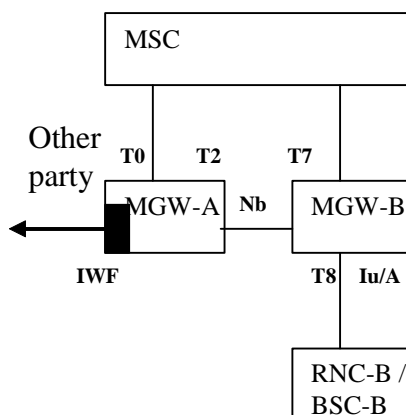 MSC
Other
party
T0
T2
T7
MGW-A
Nb
MGW-B
IWF
T8
Iu/A
RNC-B /
BSC-B